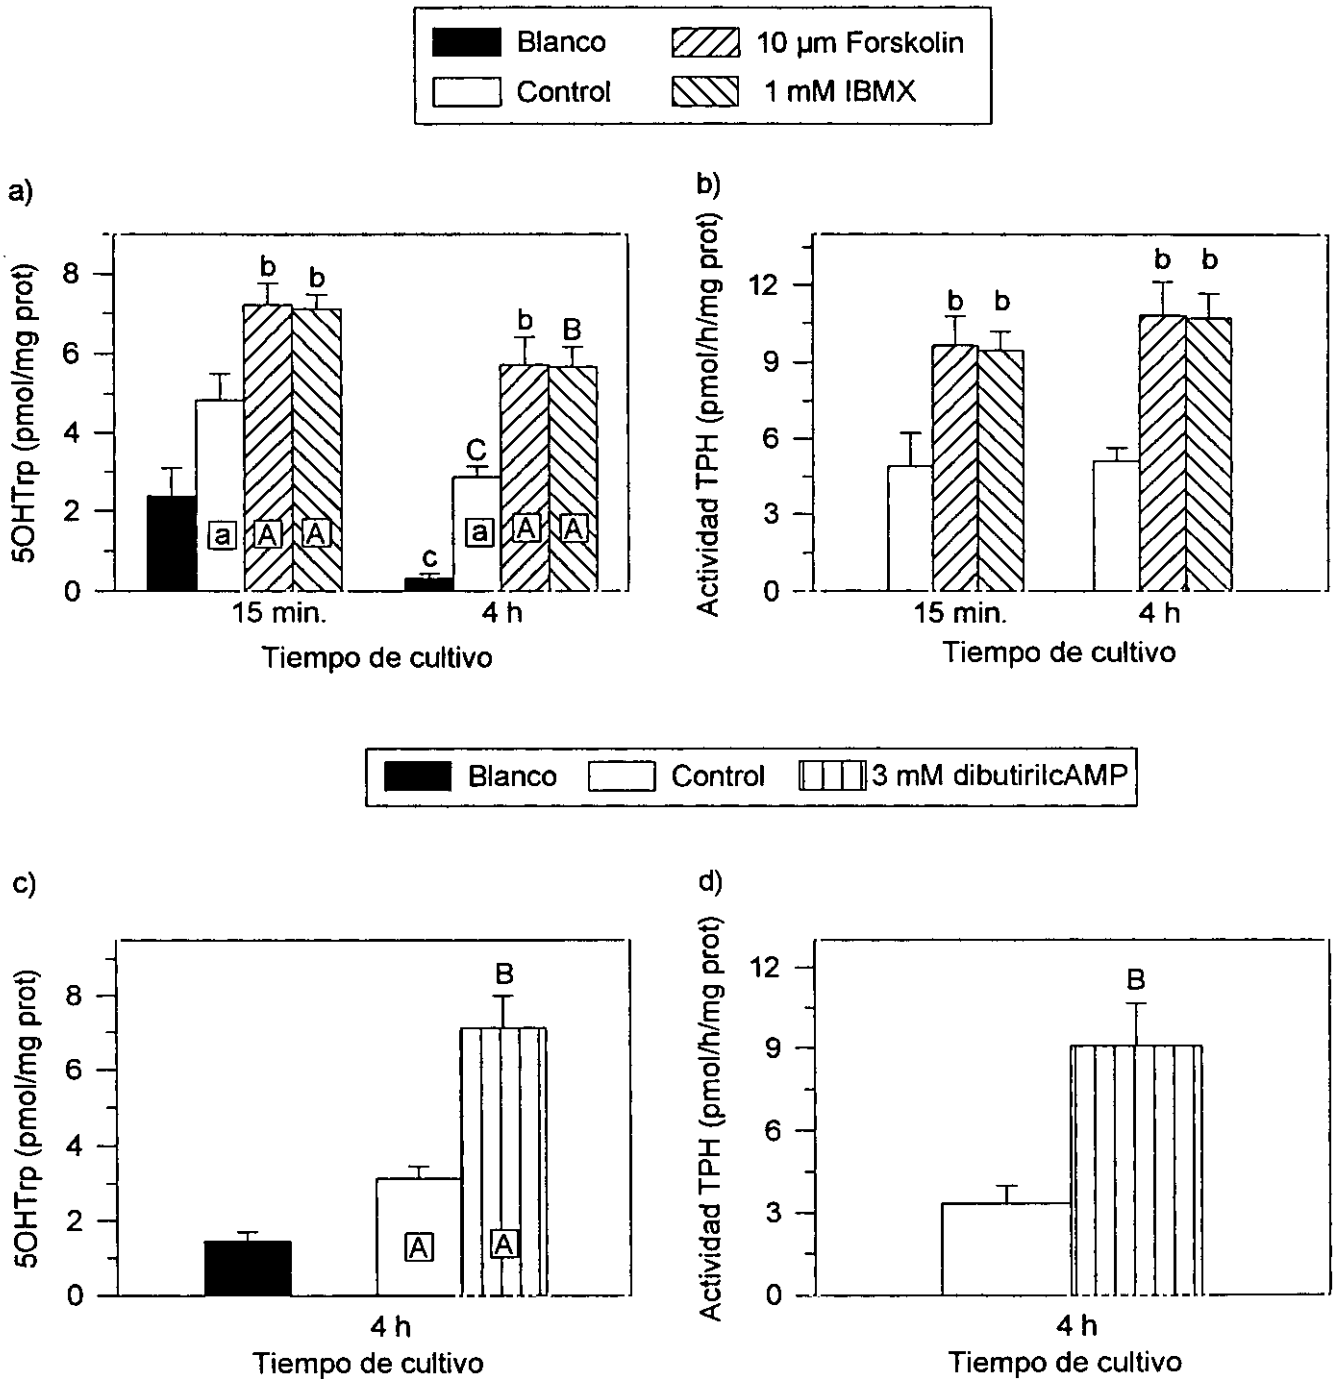 Blanco 10 µm Forskolin
Control 1 mM IBMX
a)
5OHTrp (pmol/mg prot)
8
6
4
2
0
b b
b B
C
c
a A A
a A A
15 min. 4 h
Tiempo de cultivo
b)
Actividad TPH (pmol/h/mg prot)
12
9
6
3
0
b b
b b
15 min. 4 h
Tiempo de cultivo
Blanco Control 3 mM dibutirilcAMP
c)
5OHTrp (pmol/mg prot)
8
6
4
2
0
B
A A
4 h
Tiempo de cultivo
d)
Actividad TPH (pmol/h/mg prot)
12
9
6
3
0
B
4 h
Tiempo de cultivo